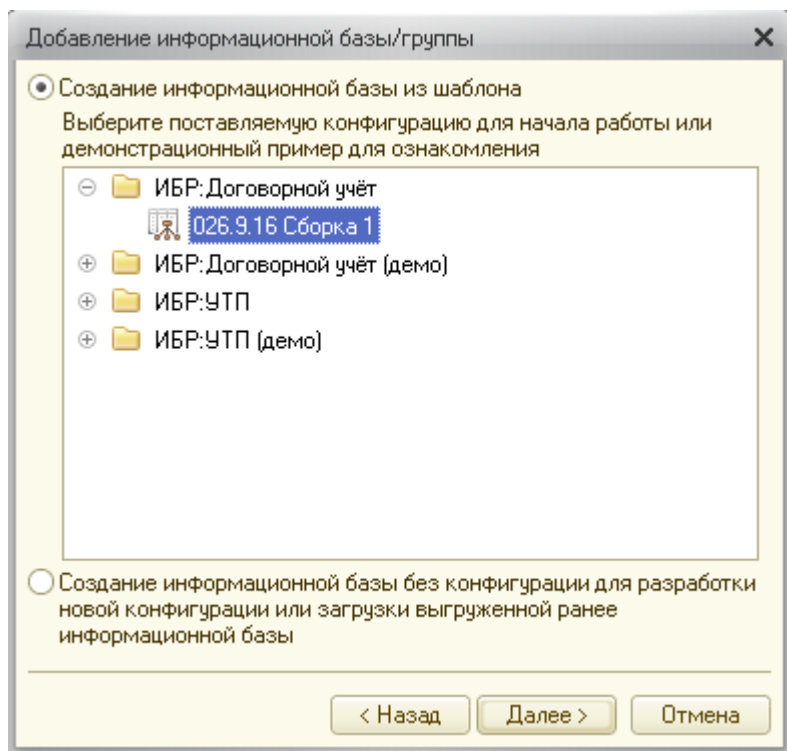 Добавление информационной базы/группы
Создание информационной базы из шаблона
Выберите поставляемую конфигурацию для начала работы или
демонстрационный пример для ознакомления
ИБР:Договорной учёт
026.9.16 Сборка 1
ИБР:Договорной учёт (демо)
ИБР:УТП
ИБР:УТП (демо)
Создание информационной базы без конфигурации для разработки
новой конфигурации или загрузки выгруженной ранее
информационной базы
< Назад Далее > Отмена